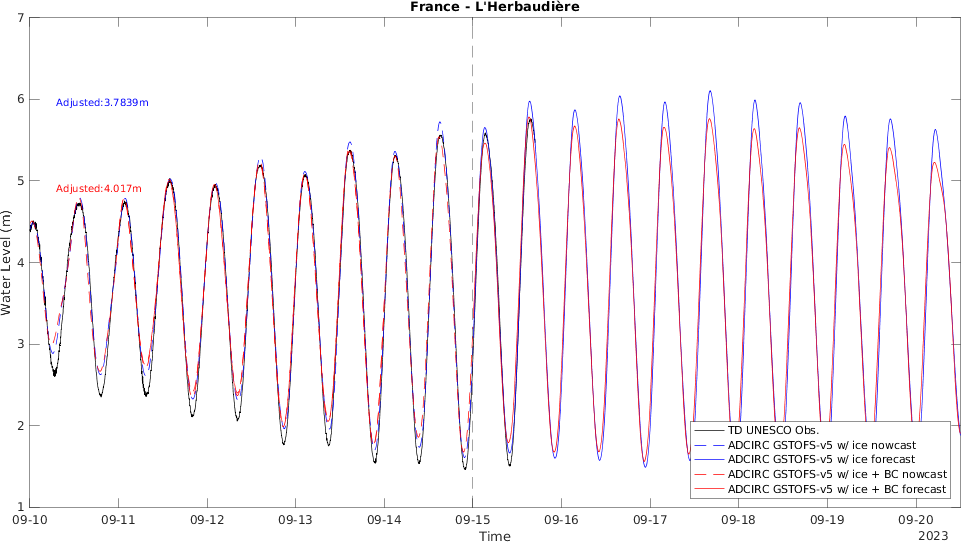 France - L'Herbaudière
Water Level (m)
7
6
5
4
3
2
1
Adjusted:3.7839m
Adjusted:4.017m
TD UNESCO Obs.
ADCIRC GSTOFS-v5 w/ ice nowcast
ADCIRC GSTOFS-v5 w/ ice forecast
ADCIRC GSTOFS-v5 w/ ice + BC nowcast
ADCIRC GSTOFS-v5 w/ ice + BC forecast
09-10 09-11 09-12 09-13 09-14 09-15 09-16 09-17 09-18 09-19 09-20
Time
2023